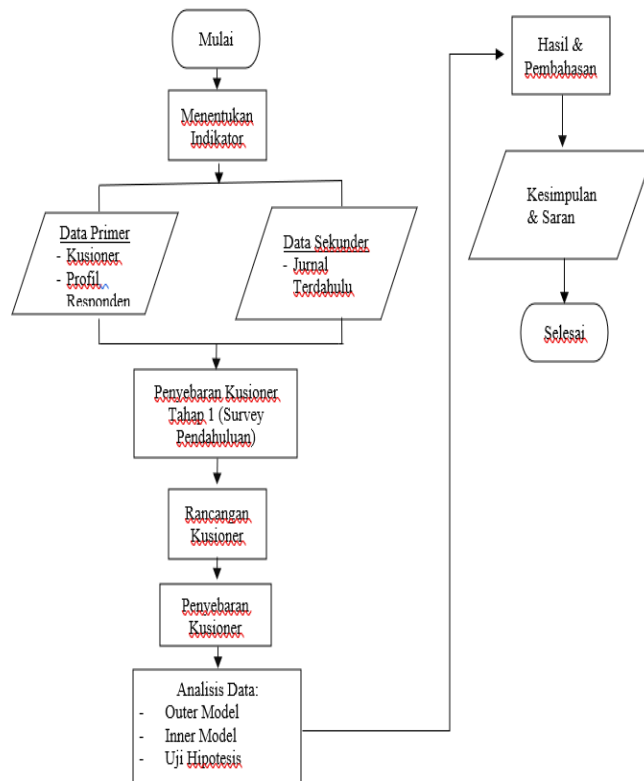 Mulai
Menentukan
Indikator
Data Primer
- Kusioner
- Profil
Responden
Data Sekunder
- Jurnal
Terdahulu
Penyebaran Kusioner
Tahap 1 (Survey
Pendahuluan)
Rancangan
Kusioner
Penyebaran
Kusioner
Analisis Data:
- Outer Model
- Inner Model
- Uji Hipotesis
Hasil &
Pembahasan
Kesimpulan
& Saran
Selesai